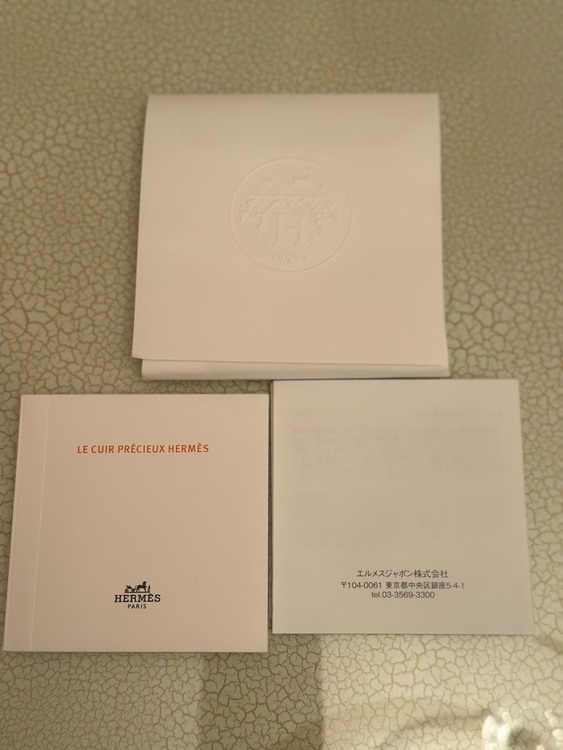 LE CUIR PRÉCIEUX HERMÈS
HERMÈS
PARIS
エルメスジャポン株式会社
〒104-0061 東京都中央区銀座5-4-1
tel.03-3569-3300